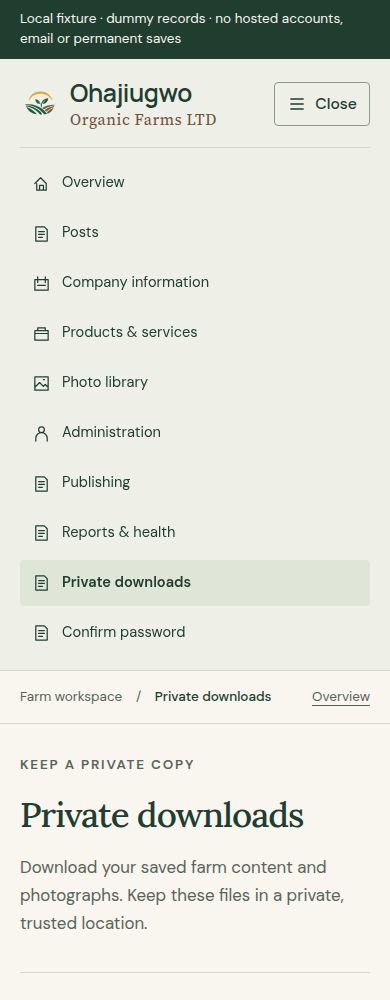 Local fixture · dummy records · no hosted accounts,
email or permanent saves
Ohajiugwo
Organic Farms LTD
Close
Overview
Posts
Company information
Products & services
Photo library
Administration
Publishing
Reports & health
Private downloads
Confirm password
Farm workspace / Private downloads Overview
KEEP A PRIVATE COPY
Private downloads
Download your saved farm content and
photographs. Keep these files in a private,
trusted location.